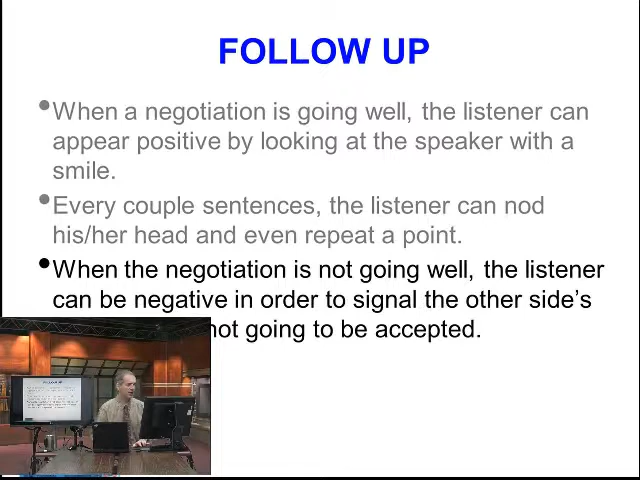 FOLLOW UP
•When a negotiation is going well, the listener can
appear positive by looking at the speaker with a
smile.
•Every couple sentences, the listener can nod
his/her head and even repeat a point.
•When the negotiation is not going well, the listener
can be negative in order to signal the other side’s
not going to be accepted.
FOLLOW UP